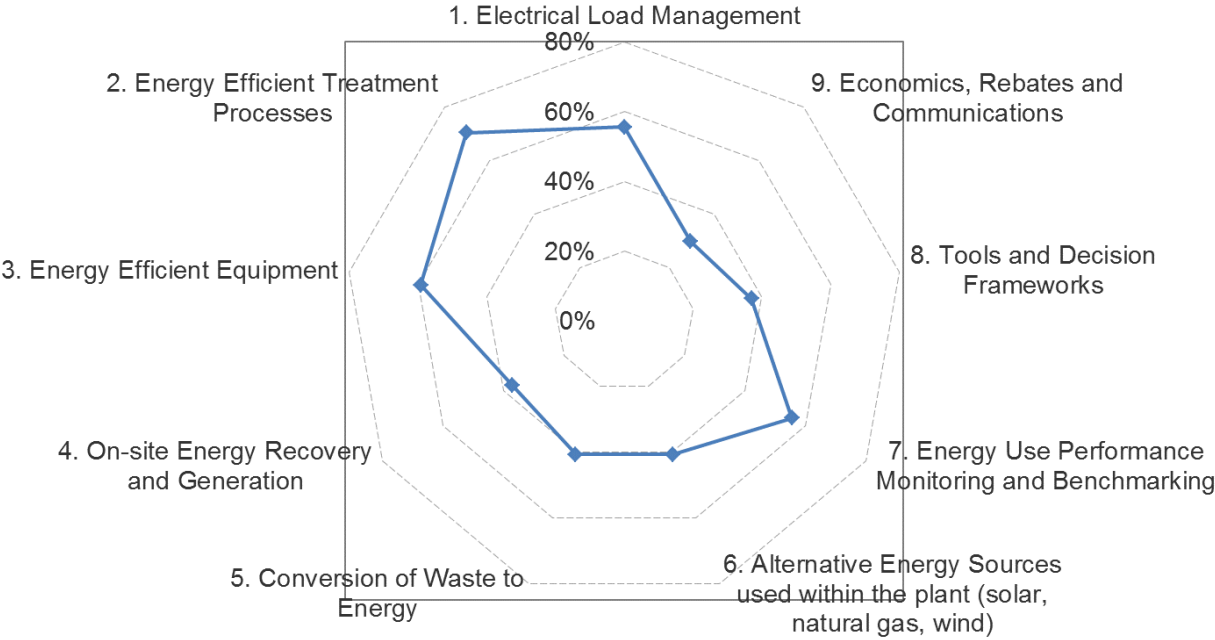 1. Electrical Load Management
80%
60%
40%
20%
0%
2. Energy Efficient Treatment
Processes
3. Energy Efficient Equipment
4. On-site Energy Recovery
and Generation
5. Conversion of Waste to
Energy
6. Alternative Energy Sources
used within the plant (solar,
natural gas, wind)
7. Energy Use Performance
Monitoring and Benchmarking
8. Tools and Decision
Frameworks
9. Economics, Rebates and
Communications